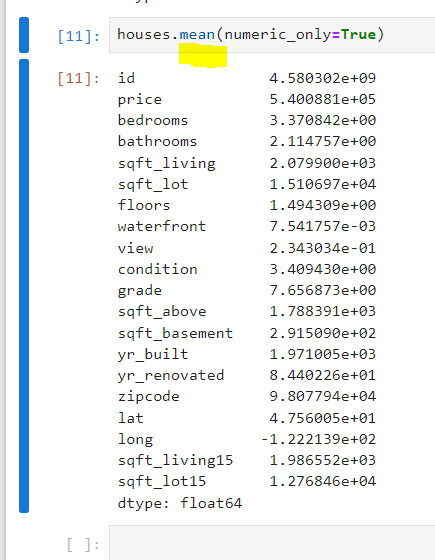 [11]: houses.mean(numeric_only=True)
[11]: id 4.580302e+09
price 5.400881e+05
bedrooms 3.370842e+00
bathrooms 2.114757e+00
sqft_living 2.079900e+03
sqft_lot 1.510697e+04
floors 1.494309e+00
waterfront 7.541757e-03
view 2.343034e-01
condition 3.409430e+00
grade 7.656873e+00
sqft_above 1.788391e+03
sqft_basement 2.915090e+02
yr_built 1.971005e+03
yr_renovated 8.440226e+01
zipcode 9.807794e+04
lat 4.756005e+01
long -1.222139e+02
sqft_living15 1.986552e+03
sqft_lot15 1.276846e+04
dtype: float64
[ ]: